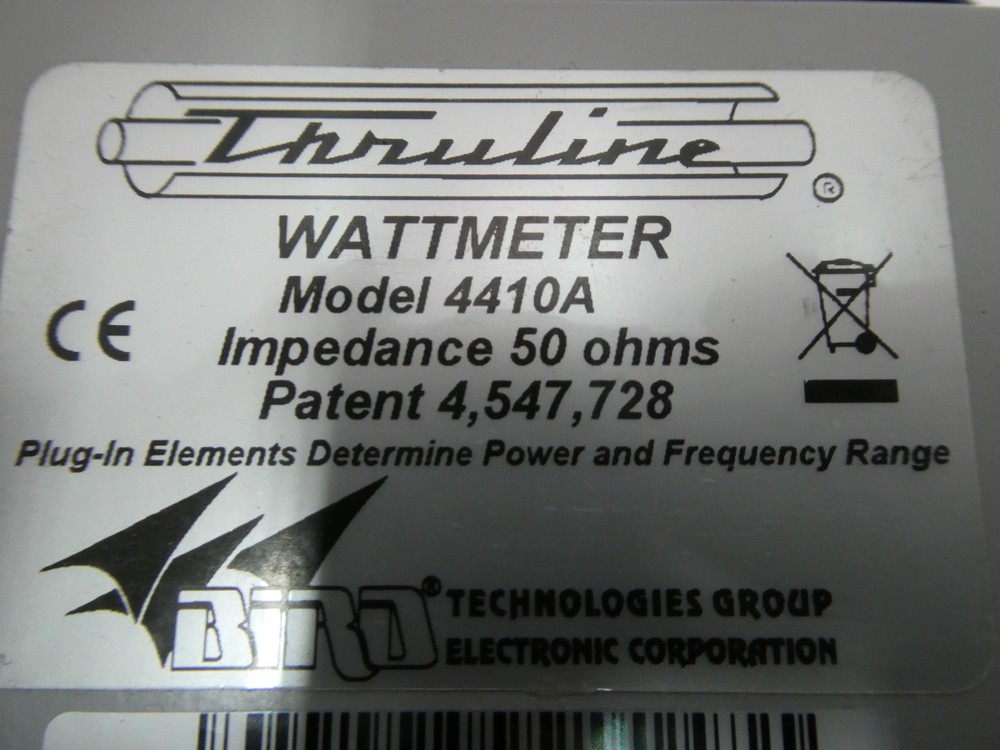 Thruline
®
WATTMETER
Model 4410A
CE
Impedance 50 ohms
Patent 4,547,728
Plug-In Elements Determine Power and Frequency Range
BIRD® TECHNOLOGIES GROUP
ELECTRONIC CORPORATION